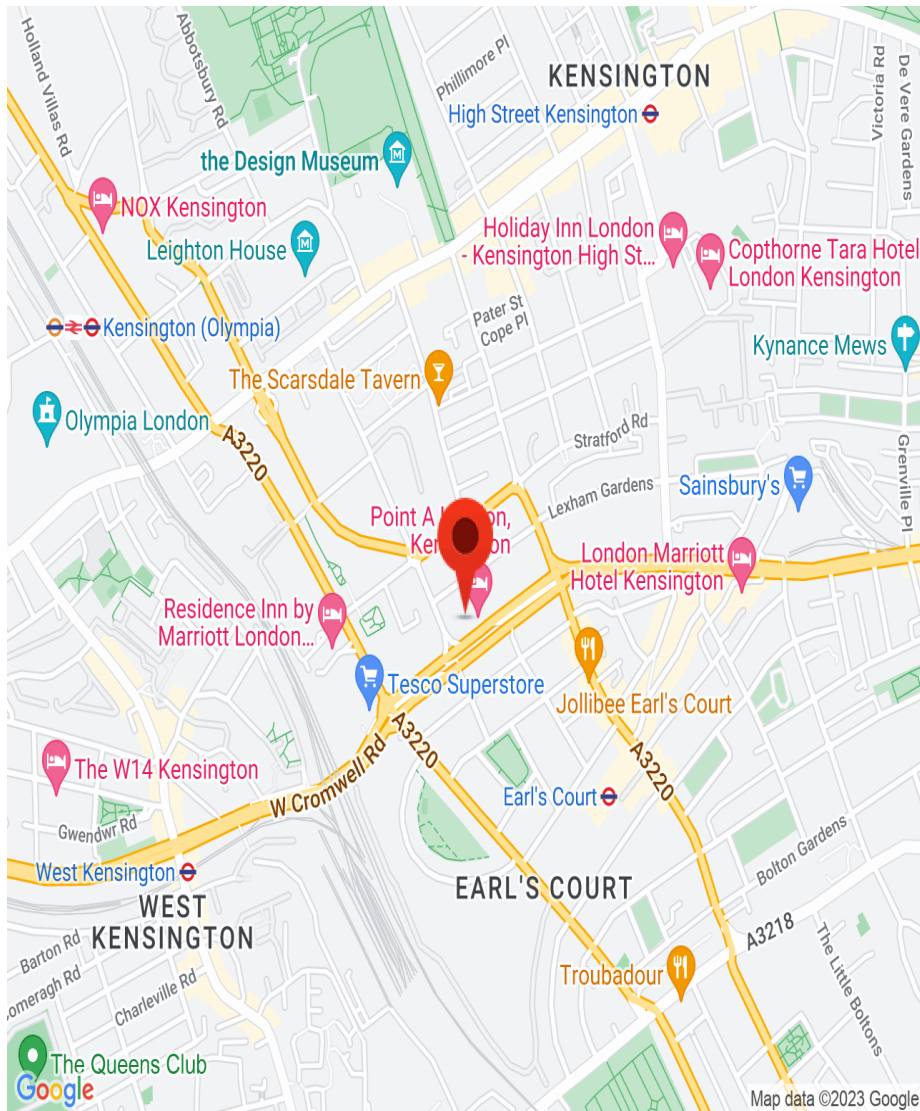 Holland Villas Rd
Abbotsbury Rd
Phillimore Pl
KENSINGTON
Victoria Rd
De Vere Gardens
High Street Kensington
the Design Museum
NOX Kensington
Leighton House
Holiday Inn London
- Kensington High St...
Copthorne Tara Hotel
London Kensington
Pater St
Cope Pl
Kensington (Olympia)
Kynance Mews
The Scarsdale Tavern
Olympia London
A3220
Stratford Rd
Grenville Pl
Sainsbury's
Lexham Gardens
Point A
London Marriott
Hotel Kensington
Residence Inn by
Marriott London...
Tesco Superstore
Jollibee Earl's Court
A3220
A3220
W Cromwell Rd
The W14 Kensington
Earl's Court
Gwendwr Rd
Bolton Gardens
West Kensington
EARL'S COURT
WEST
KENSINGTON
A3218
Barton Rd
The Little Boltons
Troubadour
omeragh Rd
Charleville Rd
The Queens Club
Google
Map data ©2023 Google